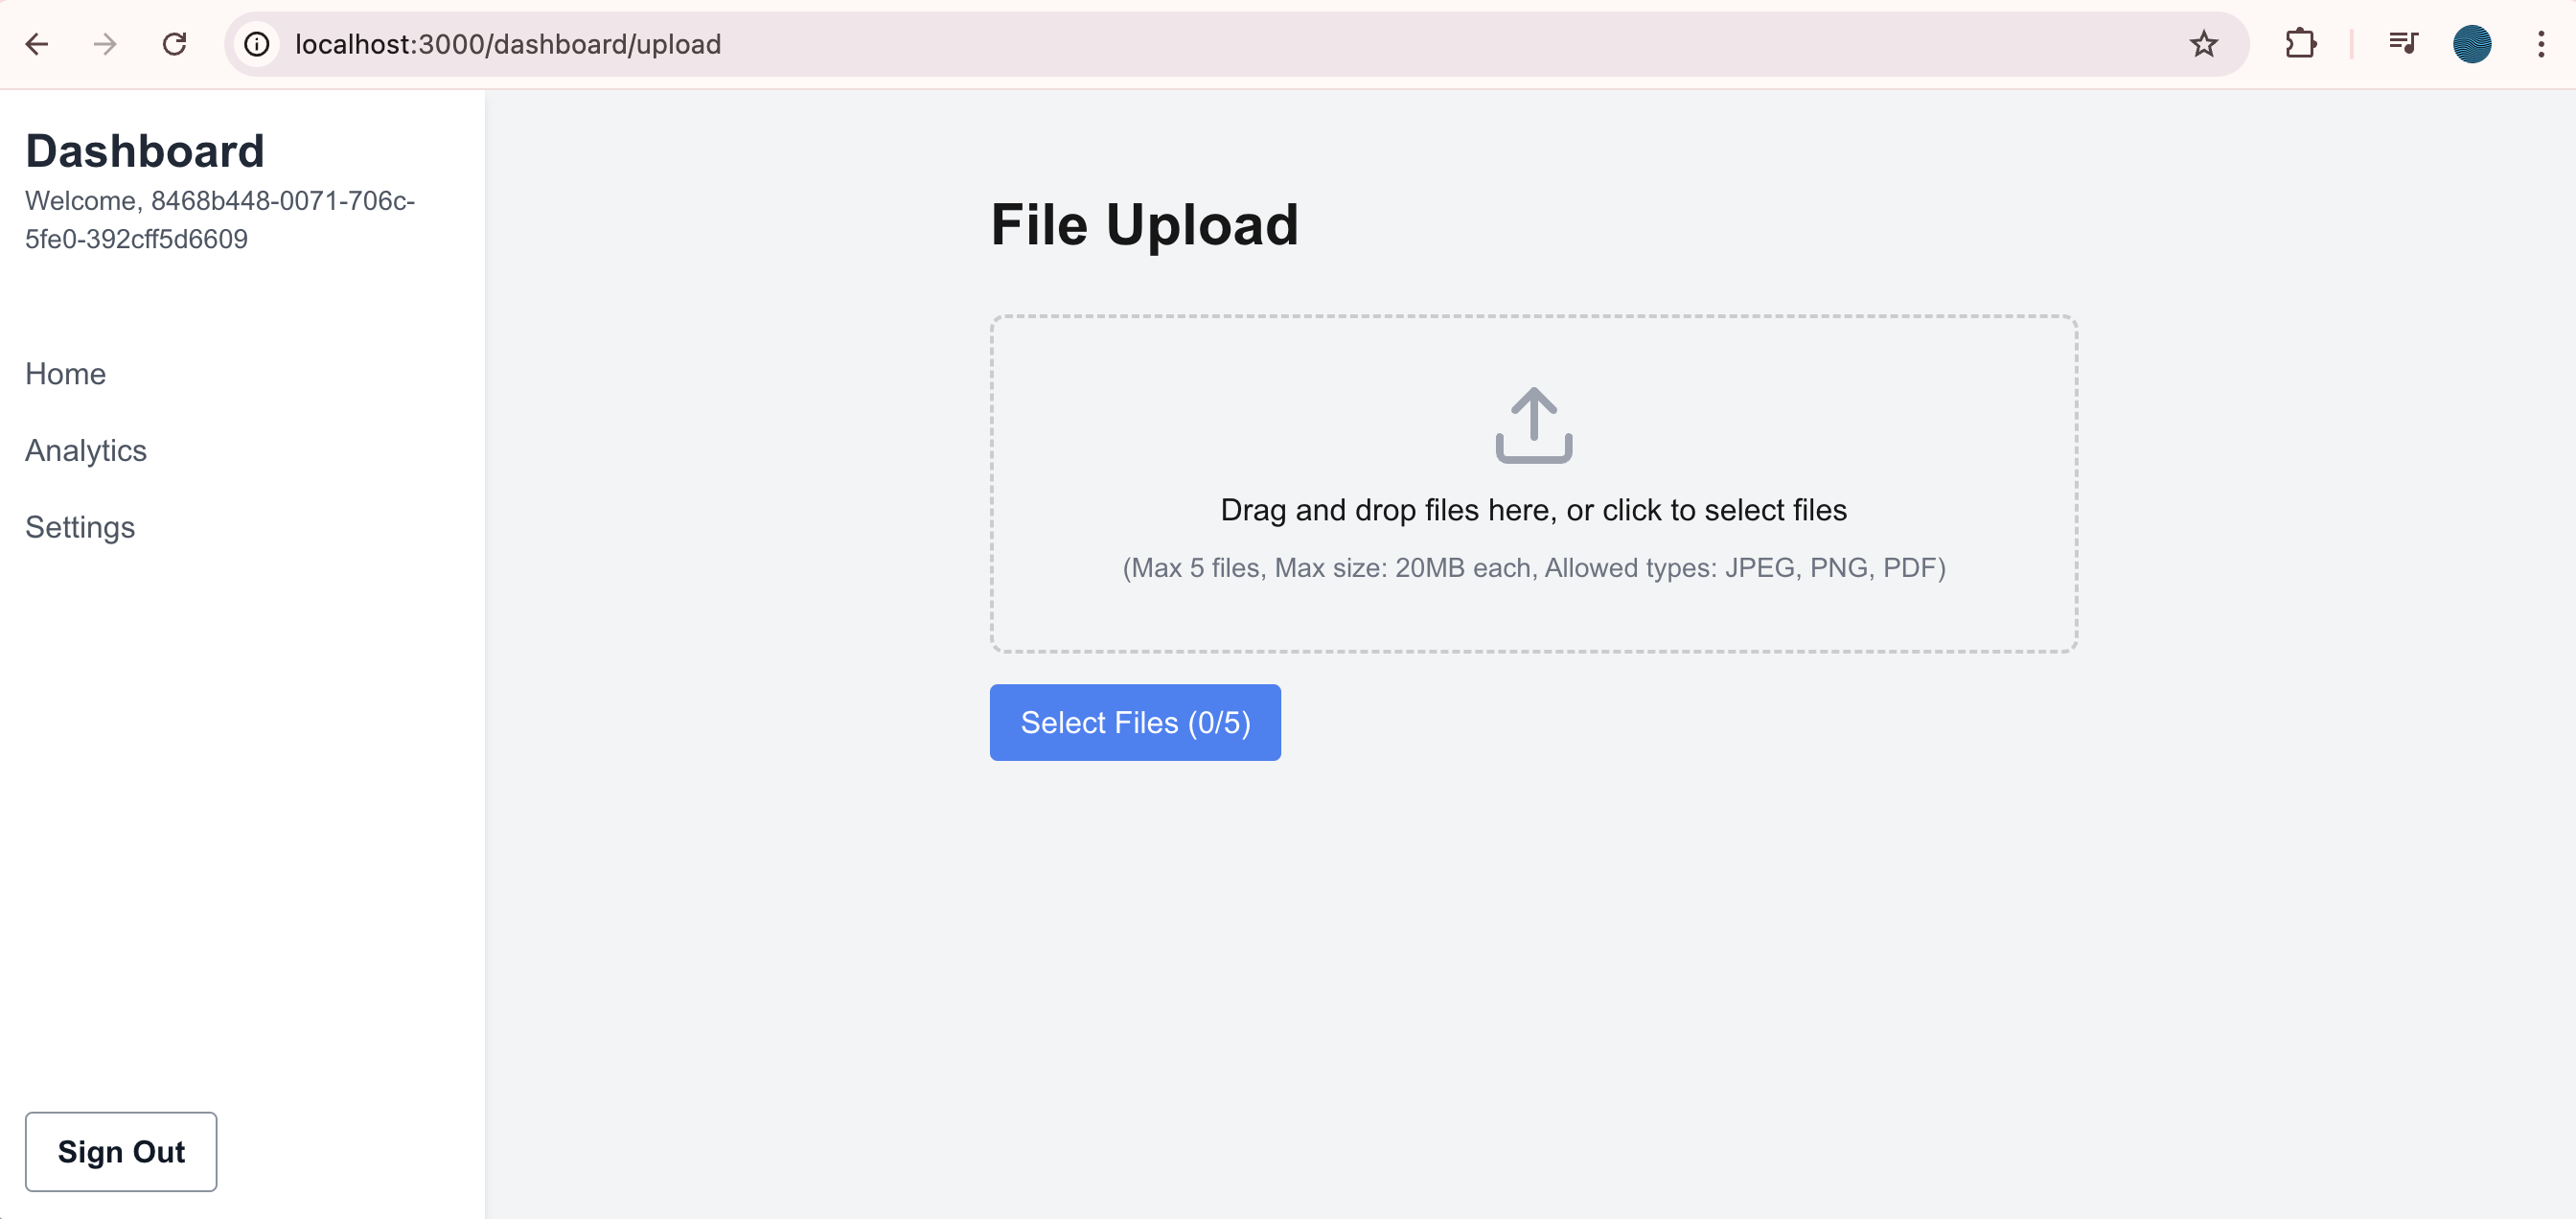 localhost:3000/dashboard/upload
Dashboard
Welcome, 8468b448-0071-706c-
5fe0-392cff5d6609
Home
Analytics
Settings
Sign Out
File Upload
Drag and drop files here, or click to select files
(Max 5 files, Max size: 20MB each, Allowed types: JPEG, PNG, PDF)
Select Files (0/5)